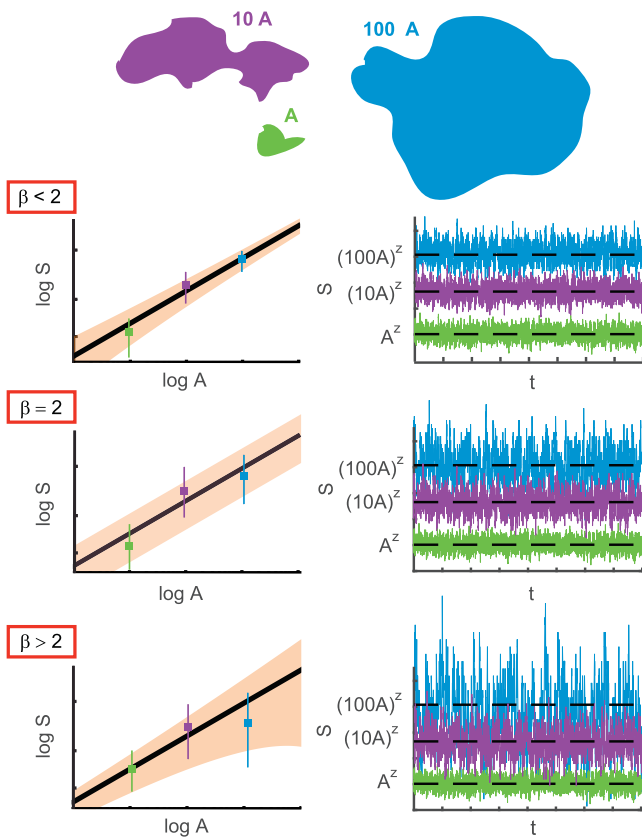 10 A
100 A
A
β < 2
log S
log A
S
(100A)^z
(10A)^z
A^z
t
β = 2
log S
log A
S
(100A)^z
(10A)^z
A^z
t
β > 2
log S
log A
S
(100A)^z
(10A)^z
A^z
t